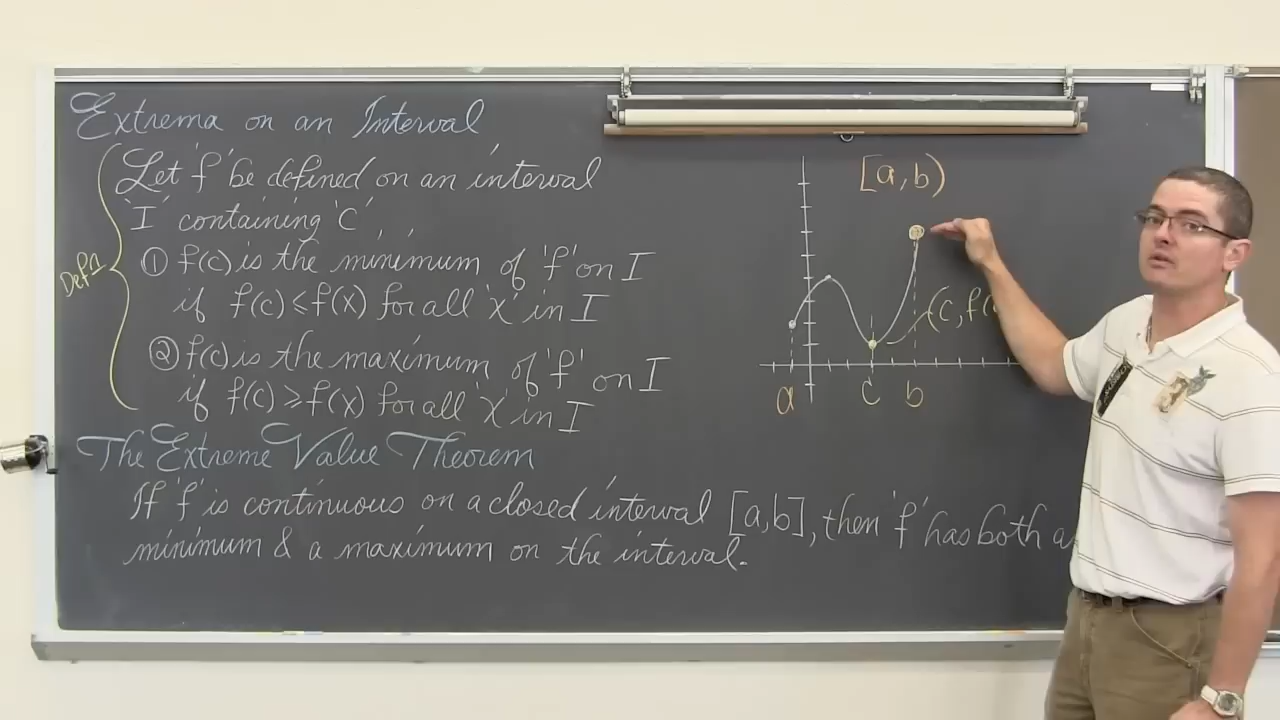 Extrema on an Interval
Let 'f' be defined on an interval
'I' containing 'C',
① f(c) is the minimum of 'f' on I
if f(c) ≤ f(x) for all 'x' in I
② f(c) is the maximum of 'f' on I
if f(c) ≥ f(x) for all 'x' in I
Defn
The Extreme Value Theorem
If 'f' is continuous on a closed interval [a,b], then 'f' has both a
minimum & a maximum on the interval.
[a,b)
(c, f(c
a c b